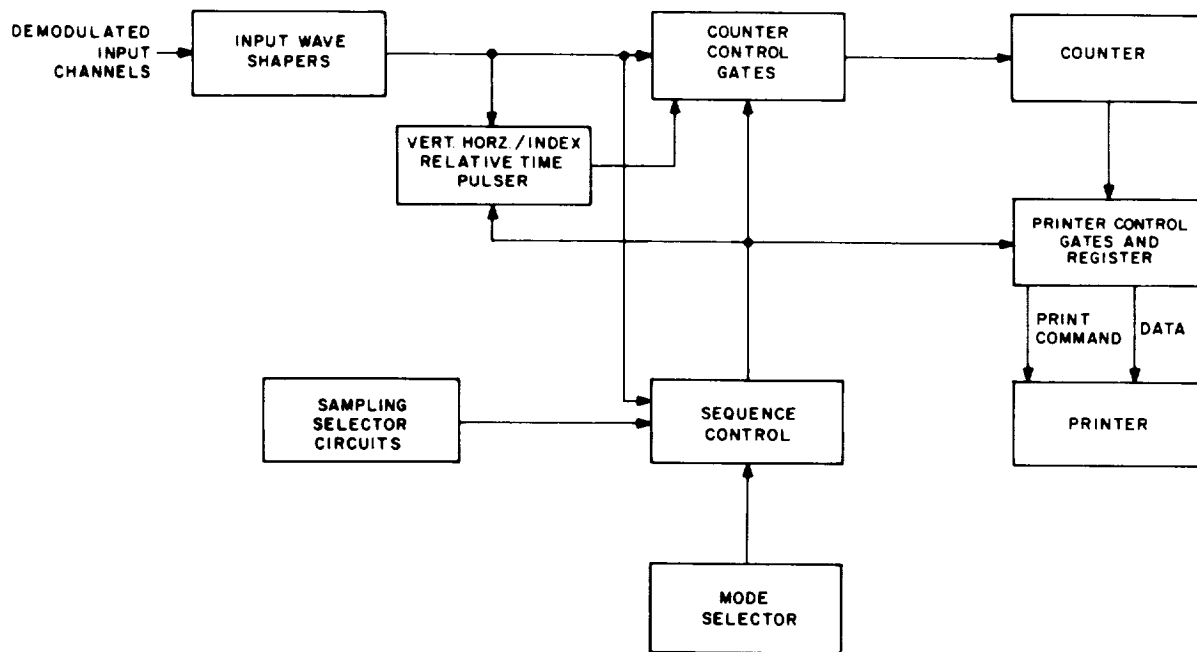 DEMODULATED
INPUT
CHANNELS
INPUT WAVE
SHAPERS
COUNTER
CONTROL
GATES
COUNTER
VERT. HORZ./INDEX
RELATIVE TIME
PULSER
PRINTER CONTROL
GATES AND
REGISTER
PRINT
COMMAND
DATA
SAMPLING
SELECTOR
CIRCUITS
SEQUENCE
CONTROL
PRINTER
MODE
SELECTOR